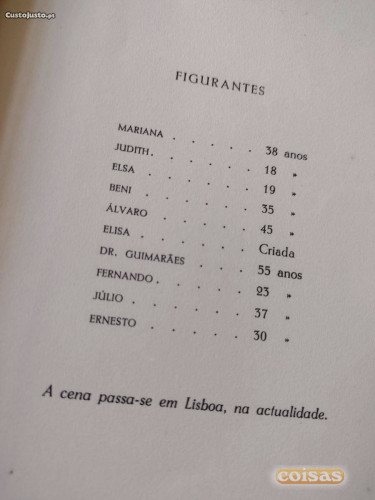 CustoJusto.pt
FIGURANTES
MARIANA . . . . . 38 anos
JUDITH . . . . . 18 »
ELSA . . . . . 19 »
BENI . . . . . 35 »
ÁLVARO . . . . . 45 »
ELISA . . . . . Criada
DR. GUIMARÃES . . . 55 anos
FERNANDO . . . . . 23 »
JÚLIO . . . . . 37 »
ERNESTO . . . . . 30 »
A cena passa-se em Lisboa, na actualidade.
coisas